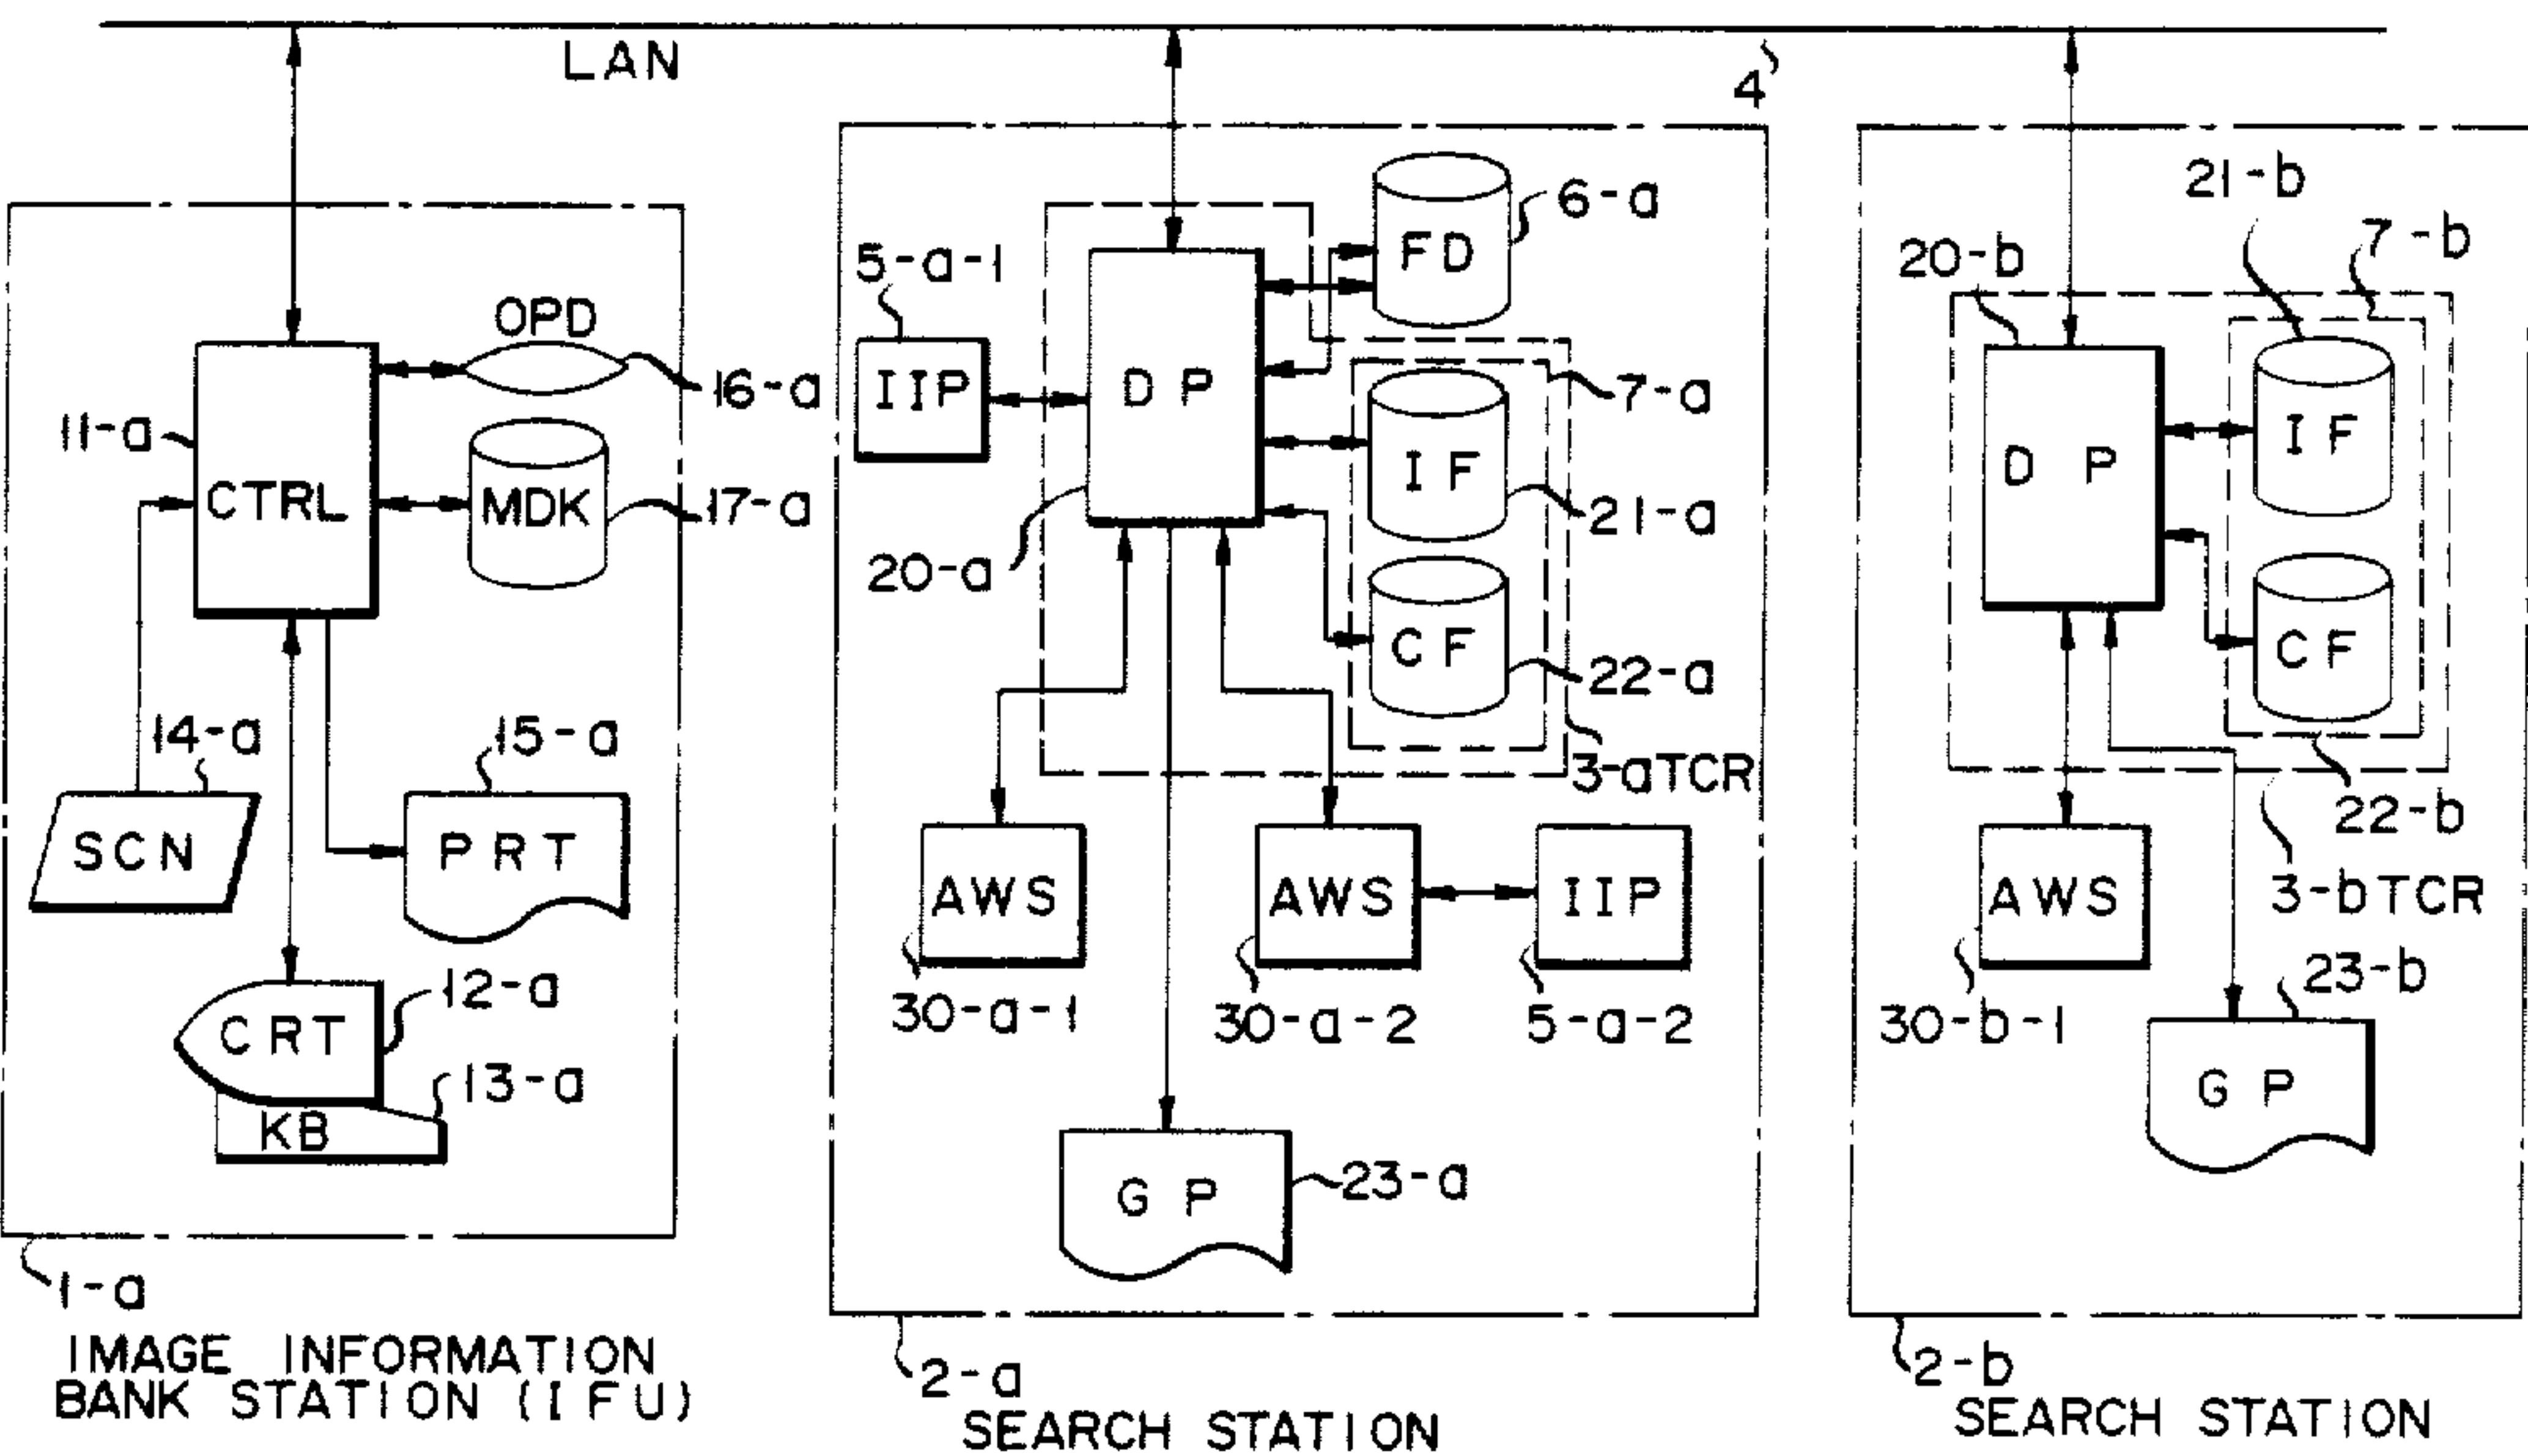 LAN
4
OPD
16-a
11-a
CTRL
MDK
17-a
14-a
15-a
SCN
PRT
12-a
CRT
13-a
KB
1-a
IMAGE INFORMATION
BANK STATION (IFU)
6-a
FD
5-a-1
IIP
DP
7-a
IF
21-a
20-a
CF
22-a
3-a TCR
AWS
AWS
IIP
30-a-1
30-a-2
5-a-2
GP
23-a
2-a
SEARCH STATION
21-b
7-b
20-b
IF
DP
CF
22-b
AWS
3-b TCR
23-b
30-b-1
GP
2-b
SEARCH STATION